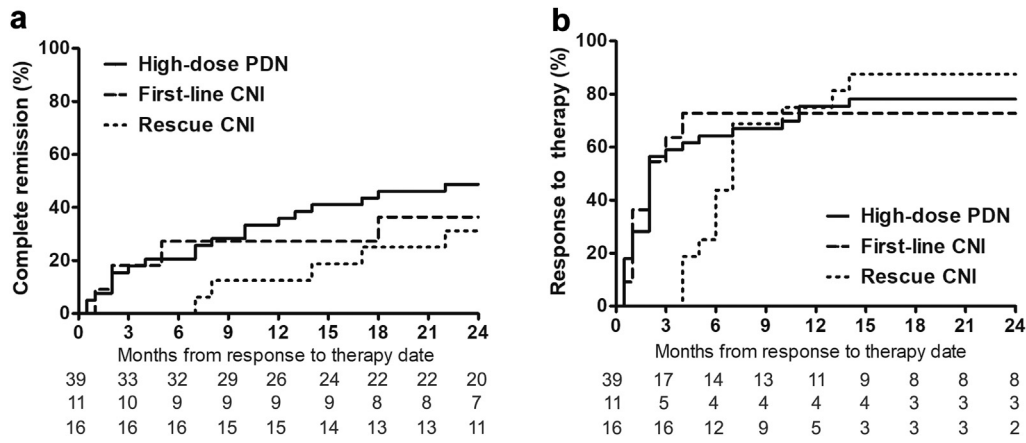 a
Complete remission (%)
100
80
60
40
20
0
High-dose PDN
First-line CNI
Rescue CNI
0 3 6 9 12 15 18 21 24
Months from response to therapy date
39 33 32 29 26 24 22 22 20
11 10 9 9 9 9 8 8 7
16 16 16 15 15 14 13 13 11
b
Response to therapy (%)
100
80
60
40
20
0
High-dose PDN
First-line CNI
Rescue CNI
0 3 6 9 12 15 18 21 24
Months from response to therapy date
39 17 14 13 11 9 8 8 8
11 5 4 4 4 4 3 3 3
16 16 12 9 5 3 3 3 2